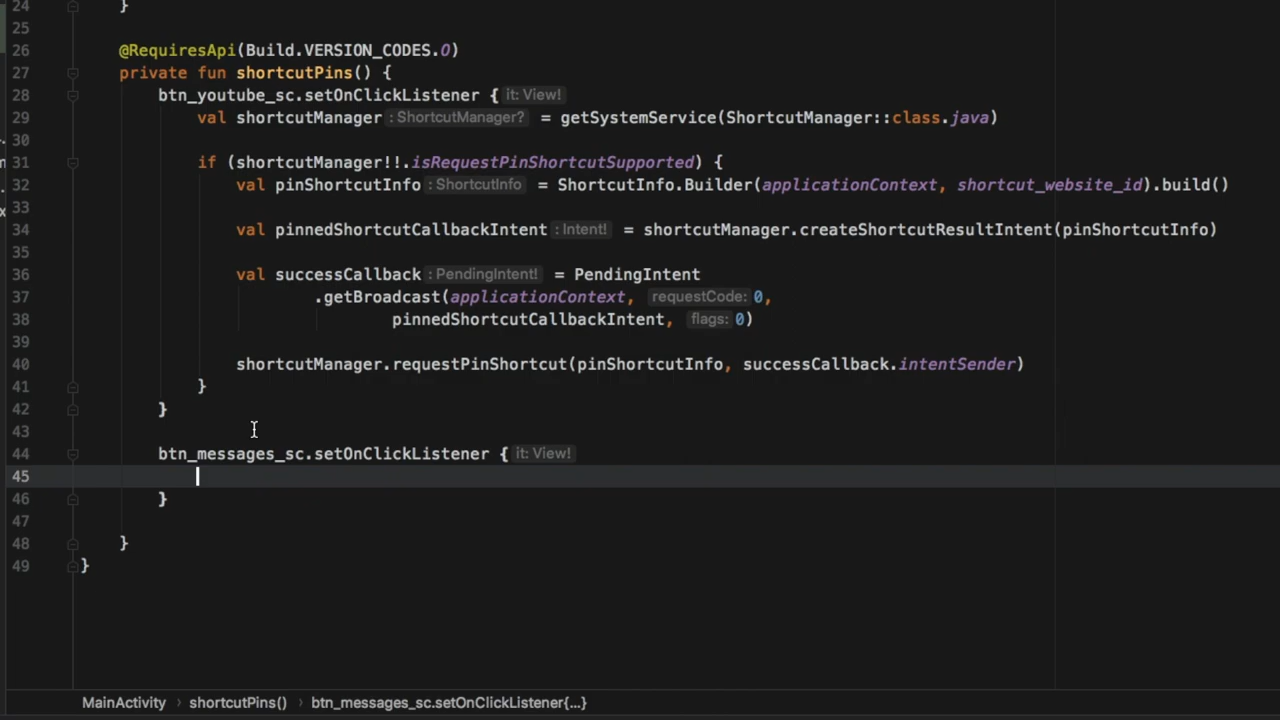 24 }
25
26 @RequiresApi(Build.VERSION_CODES.O)
27 private fun shortcutPins() {
28 btn_youtube_sc.setOnClickListener { it: View!
29 val shortcutManager : ShortcutManager? = getSystemService(ShortcutManager::class.java)
30
31 if (shortcutManager!!.isRequestPinShortcutSupported) {
32 val pinShortcutInfo : ShortcutInfo = ShortcutInfo.Builder(applicationContext, shortcut_website_id).build()
33
34 val pinnedShortcutCallbackIntent : Intent! = shortcutManager.createShortcutResultIntent(pinShortcutInfo)
35
36 val successCallback : PendingIntent! = PendingIntent
37 .getBroadcast(applicationContext, requestCode: 0,
38 pinnedShortcutCallbackIntent, flags: 0)
39
40 shortcutManager.requestPinShortcut(pinShortcutInfo, successCallback.intentSender)
41 }
42 }
43
44 btn_messages_sc.setOnClickListener { it: View!
45
46 }
47
48 }
49 }
MainActivity › shortcutPins() › btn_messages_sc.setOnClickListener{...}